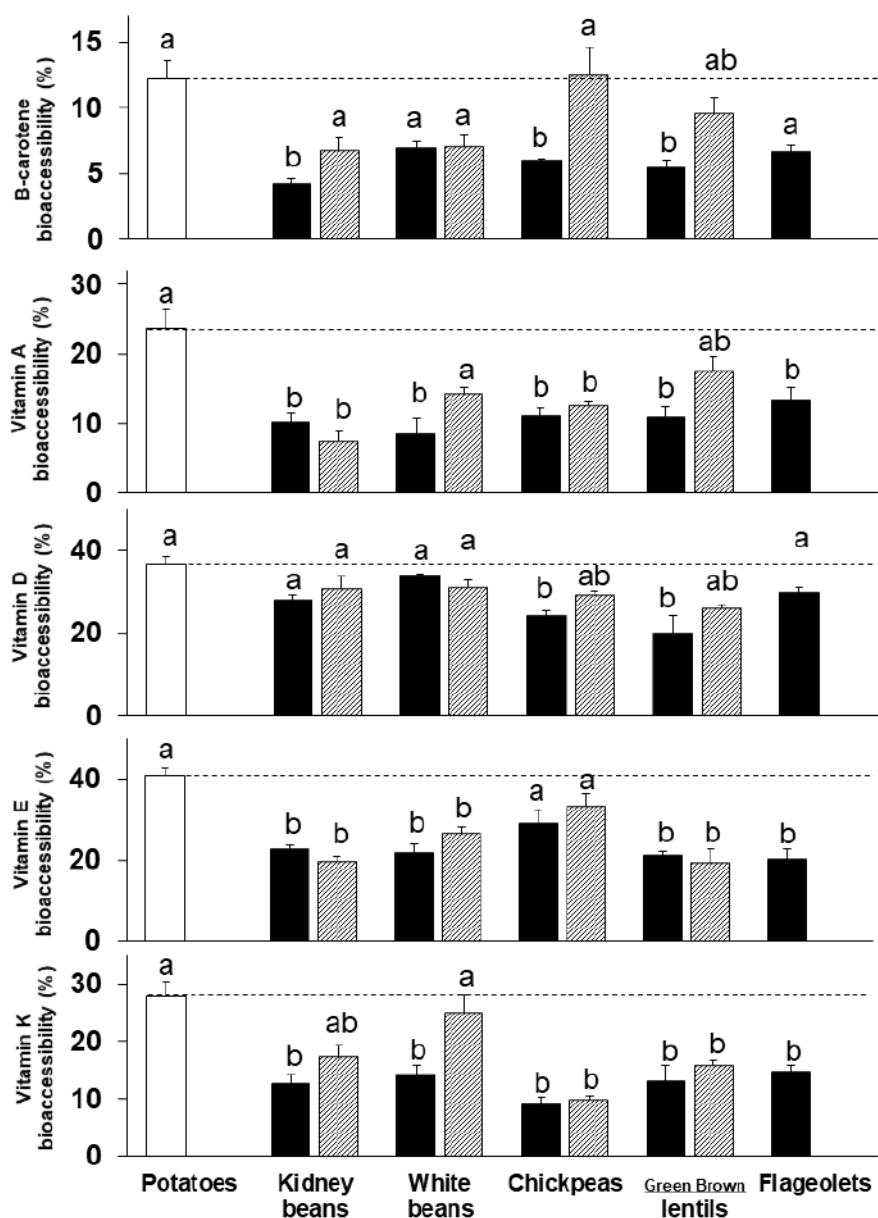 B-carotene
bioaccessibility (%)
15
10
5
0
a
b
a
a
a
b
a
b
ab
a
Vitamin A
bioaccessibility (%)
30
20
10
0
a
b
b
b
a
b
b
b
ab
b
Vitamin D
bioaccessibility (%)
40
20
0
a
a
a
a
a
b
ab
b
ab
a
Vitamin E
bioaccessibility (%)
40
20
0
a
b
b
b
b
a
a
b
b
b
Vitamin K
bioaccessibility (%)
30
20
10
0
a
b
ab
b
a
b
b
b
b
b
Potatoes
Kidney
beans
White
beans
Chickpeas
Green Brown
lentils
Flageolets